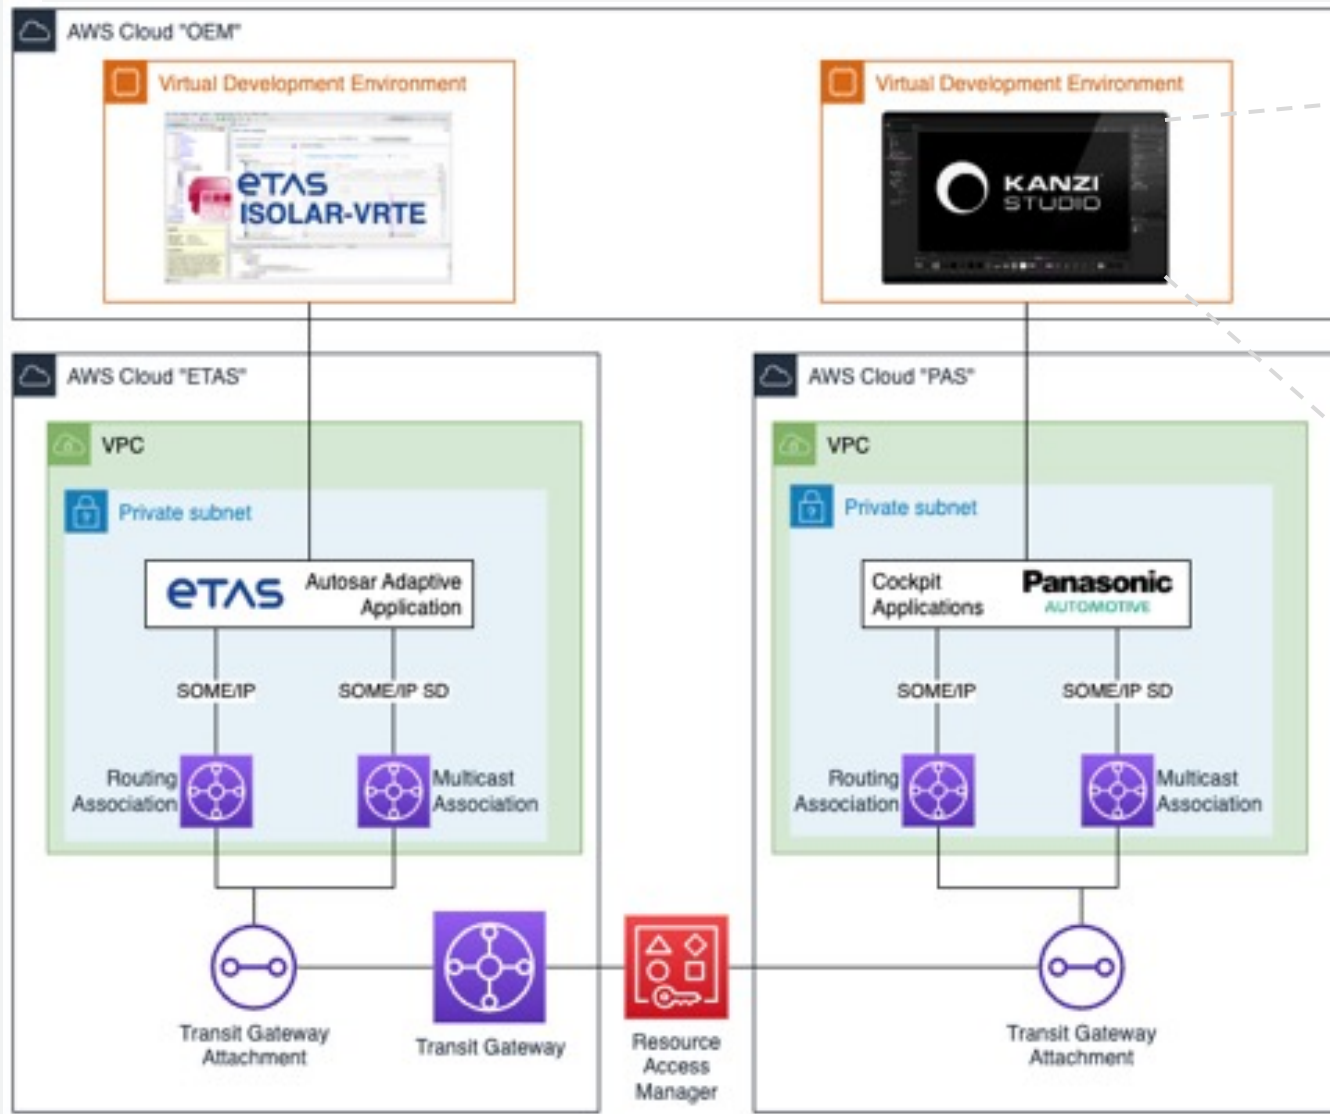 AWS Cloud "OEM"
Virtual Development Environment
eTAS
ISOLAR-VRTE
Virtual Development Environment
KANZI
STUDIO
AWS Cloud "ETAS"
VPC
Private subnet
eTAS
Autosar Adaptive
Application
SOME/IP
SOME/IP SD
Routing
Association
Multicast
Association
Transit Gateway
Attachment
Transit Gateway
Resource
Access
Manager
AWS Cloud "PAS"
VPC
Private subnet
Cockpit
Applications
Panasonic
AUTOMOTIVE
SOME/IP
SOME/IP SD
Routing
Association
Multicast
Association
Transit Gateway
Attachment